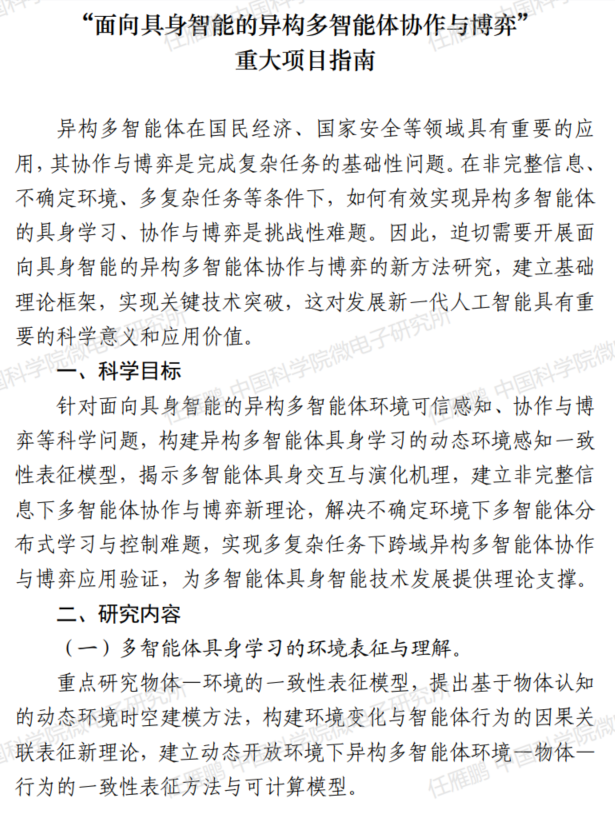 “面向具身智能的异构多智能体协作与博弈”
重大项目指南
异构多智能体在国民经济、国家安全等领域具有重要的应
用，其协作与博弈是完成复杂任务的基础性问题。在非完整信息、
不确定环境、多复杂任务等条件下，如何有效实现异构多智能体
的具身学习、协作与博弈是挑战性难题。因此，迫切需要开展面
向具身智能的异构多智能体协作与博弈的新方法研究，建立基础
理论框架，实现关键技术突破，这对发展新一代人工智能具有重
要的科学意义和应用价值。
一、科学目标
针对面向具身智能的异构多智能体环境可信感知、协作与博
弈等科学问题，构建异构多智能体具身学习的动态环境感知一致
性表征模型，揭示多智能体具身交互与演化机理，建立非完整信
息下多智能体协作与博弈新理论，解决不确定环境下多智能体分
布式学习与控制难题，实现多复杂任务下跨域异构多智能体协作
与博弈应用验证，为多智能体具身智能技术发展提供理论支撑。
二、研究内容
（一）多智能体具身学习的环境表征与理解。
重点研究物体—环境的一致性表征模型，提出基于物体认知
的动态环境时空建模方法，构建环境变化与智能体行为的因果关
联表征新理论，建立动态开放环境下异构多智能体环境—物体—
行为的一致性表征方法与可计算模型。
任雁鹏 中国科学院微电子研究所